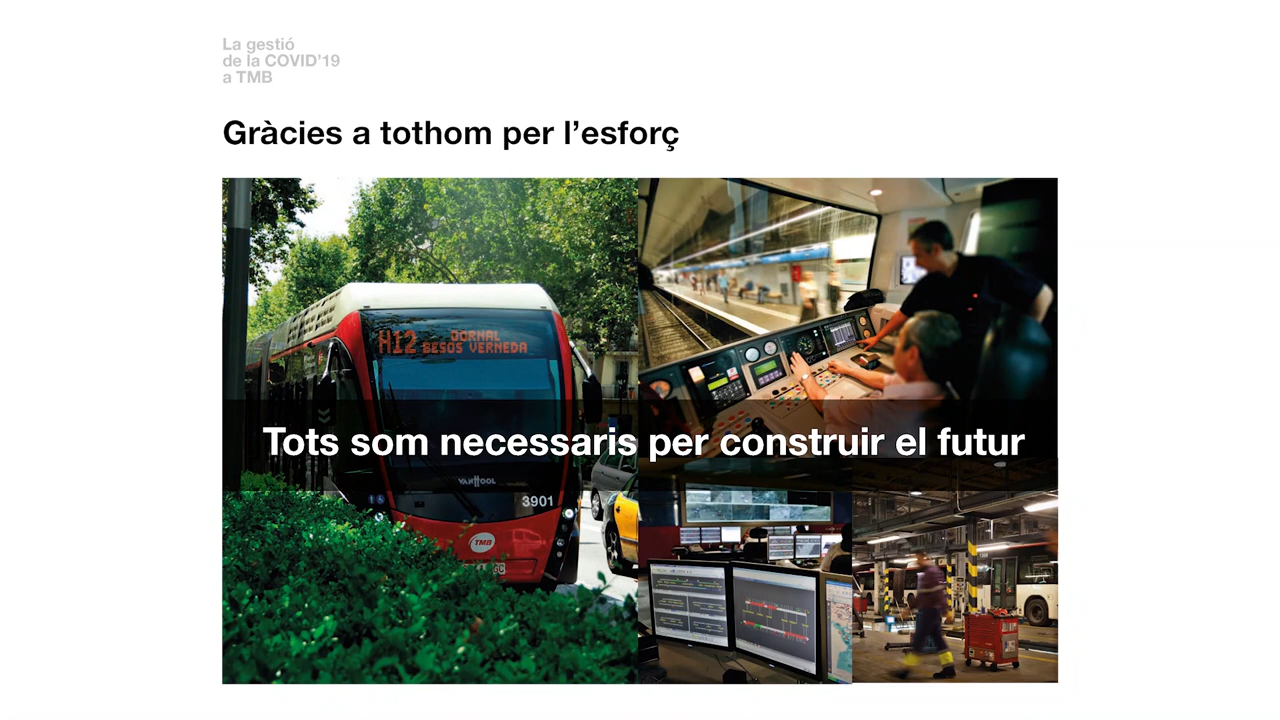 La gestió
de la COVID’19
a TMB
Gràcies a tothom per l’esforç
H12 GORNAL
BESÒS VERNEDA
Tots som necessaris per construir el futur
VANHOOL
3901
TMB